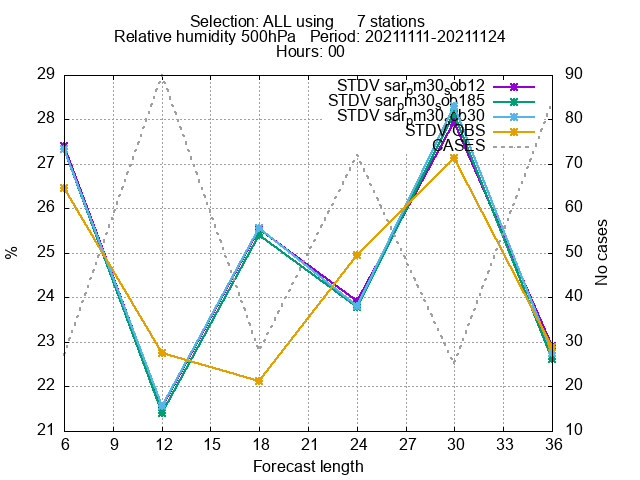 Selection: ALL using 7 stations
Relative humidity 500hPa Period: 20211111-20211124
Hours: 00
29 90
STDV sar_pm30_sob12
STDV sar_pm30_sob185
STDV STDV OBS
CASES
28 80
27 70
26 60
25 50
24 40
23 30
22 20
21 10
%
No cases
6 9 12 15 18 21 24 27 30 33 36
Forecast length